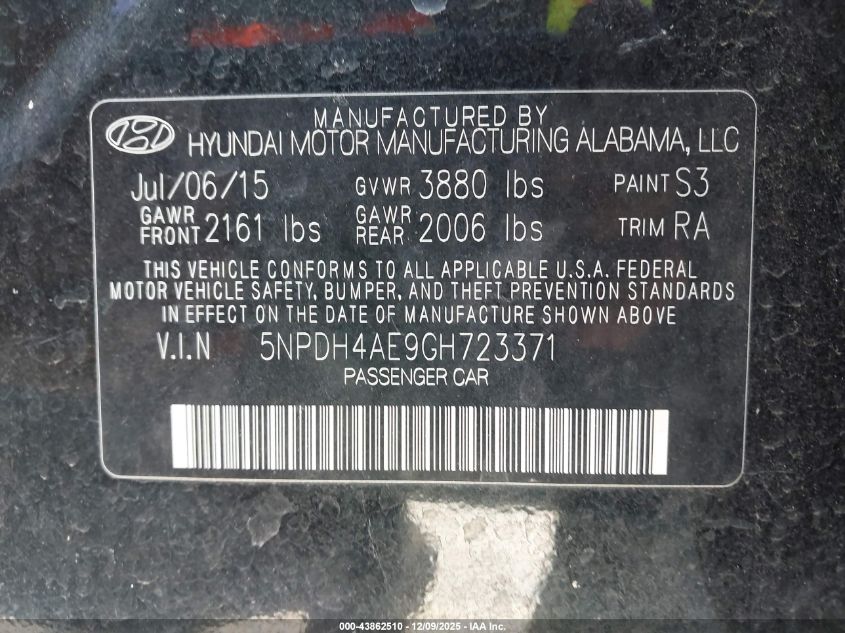 MANUFACTURED BY
HYUNDAI MOTOR MANUFACTURING ALABAMA, LLC
Jul/06/15 GVWR 3880 lbs PAINT S3
GAWR FRONT 2161 lbs GAWR REAR 2006 lbs TRIM RA
THIS VEHICLE CONFORMS TO ALL APPLICABLE U.S.A. FEDERAL
MOTOR VEHICLE SAFETY, BUMPER, AND THEFT PREVENTION STANDARDS
IN EFFECT ON THE DATE OF MANUFACTURE SHOWN ABOVE
V.I.N 5NPDH4AE9GH723371
PASSENGER CAR
000-43862510 - 12/09/2025 - IAA Inc.